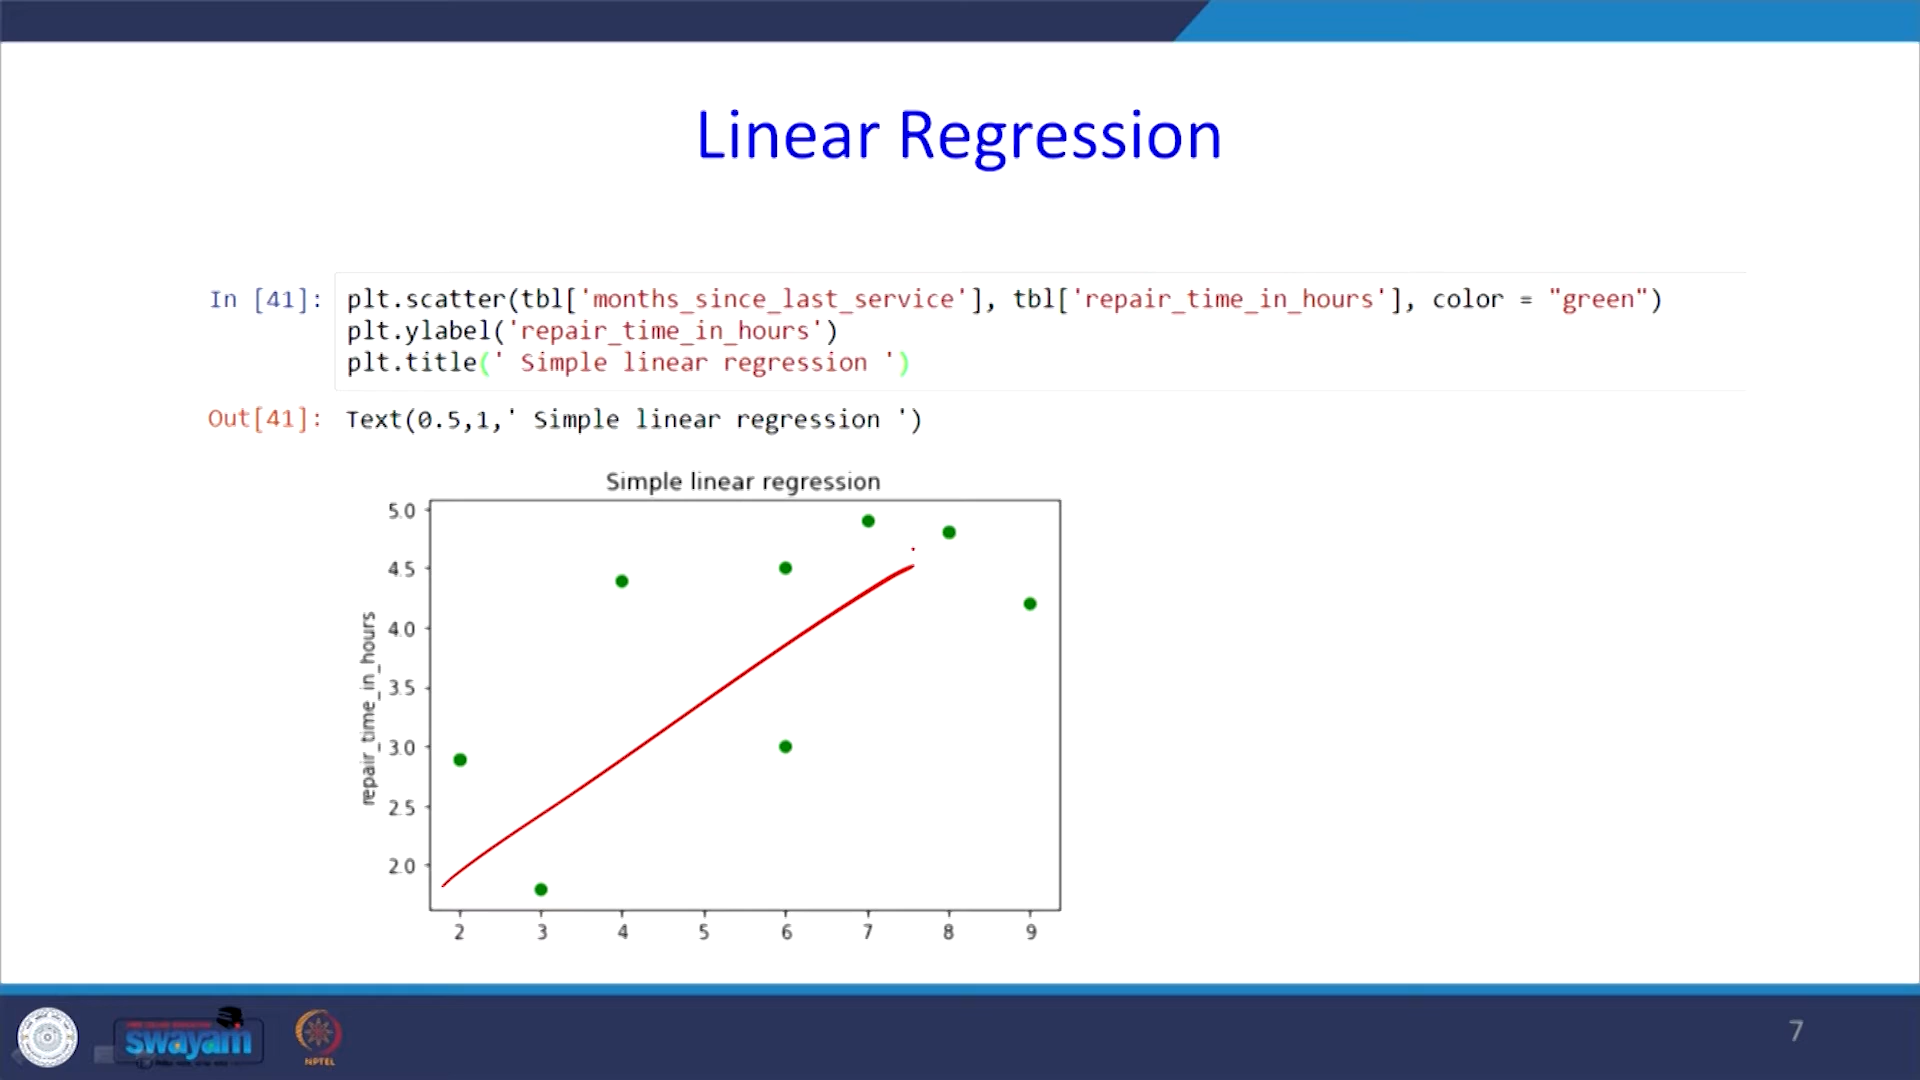 Linear Regression
In [41]: plt.scatter(tbl['months_since_last_service'], tbl['repair_time_in_hours'], color = "green")
plt.ylabel('repair_time_in_hours')
plt.title(' Simple linear regression ')
Out[41]: Text(0.5,1,' Simple linear regression ')
Simple linear regression
repair_time_in_hours
5.0
4.5
4.0
3.5
3.0
2.5
2.0
2 3 4 5 6 7 8 9
swayam
NPTEL
7